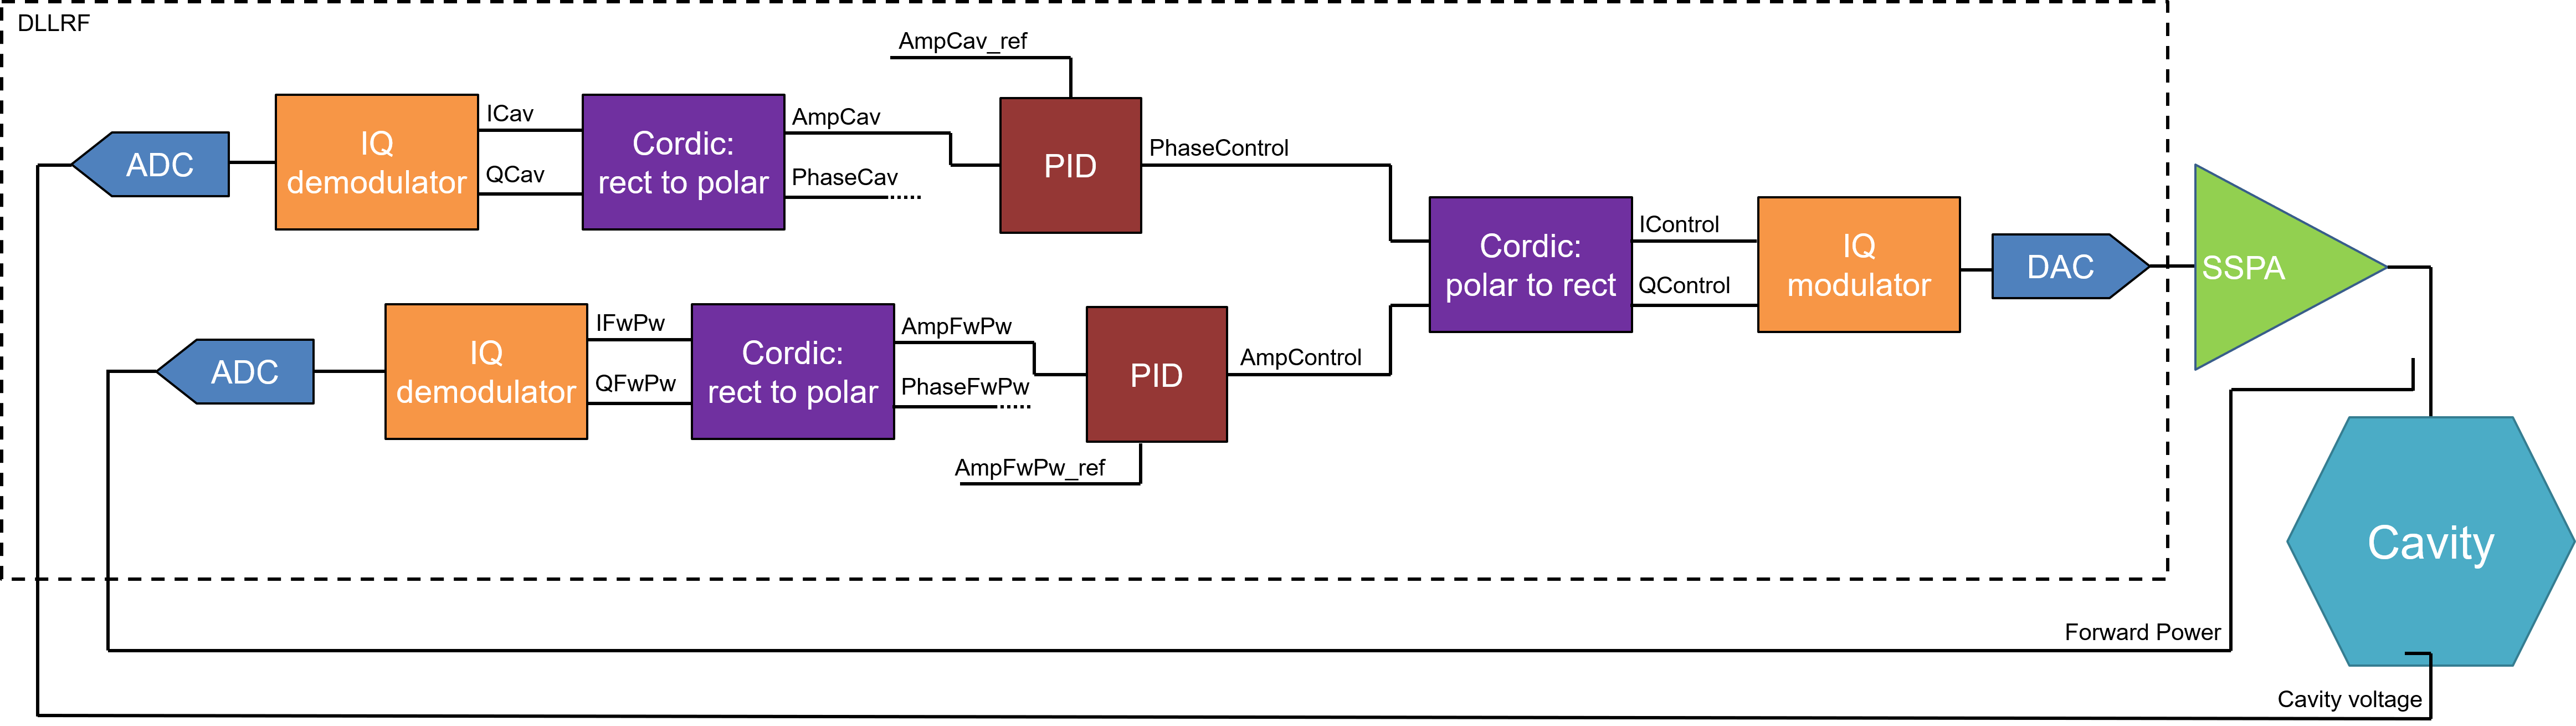 DLLRF
AmpCav_ref
ADC
IQ
demodulator
ICav
QCav
Cordic:
rect to polar
AmpCav
PhaseCav
PID
PhaseControl
ADC
IQ
demodulator
IFwPw
QFwPw
Cordic:
rect to polar
AmpFwPw
PhaseFwPw
PID
AmpControl
AmpFwPw_ref
Cordic:
polar to rect
IControl
QControl
IQ
modulator
DAC
SSPA
Cavity
Forward Power
Cavity voltage